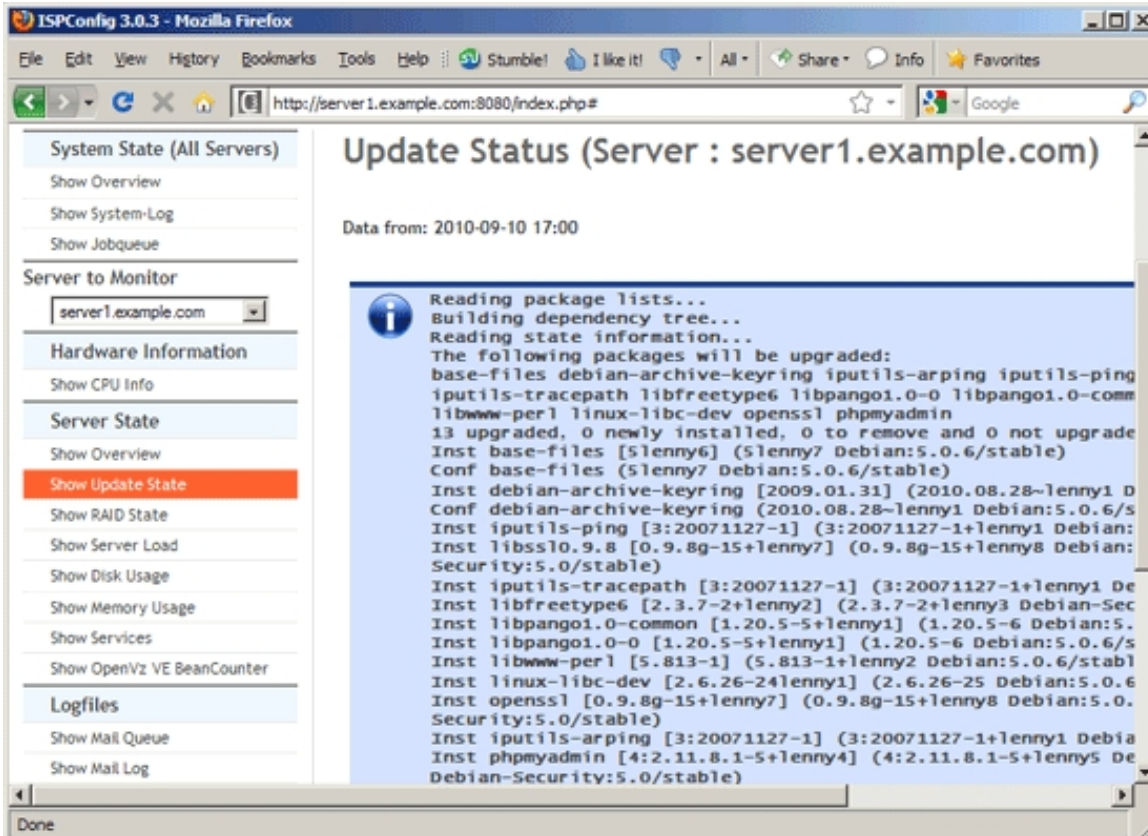 ISPConfig 3.0.3 - Mozilla Firefox
File Edit View History Bookmarks Tools Help Stumble! I like it! All Share Info Favorites
http://server1.example.com:8080/index.php# Google
System State (All Servers)
Show Overview
Show System-Log
Show Jobqueue
Server to Monitor
server1.example.com
Hardware Information
Show CPU Info
Server State
Show Overview
Show Update State
Show RAID State
Show Server Load
Show Disk Usage
Show Memory Usage
Show Services
Show OpenVz VE BeanCounter
Logfiles
Show Mail Queue
Show Mail Log
Update Status (Server : server1.example.com)
Data from: 2010-09-10 17:00
Reading package lists...
Building dependency tree...
Reading state information...
The following packages will be upgraded:
base-files debian-archive-keyring iputils-arping iputils-ping
iputils-tracepath libfreetype6 libpango1.0-0 libpango1.0-comm
libwww-perl linux-libc-dev openssl phpmyadmin
13 upgraded, 0 newly installed, 0 to remove and 0 not upgrade
Inst base-files [5lenny6] (5lenny7 Debian:5.0.6/stable)
Conf base-files (5lenny7 Debian:5.0.6/stable)
Inst debian-archive-keyring [2009.01.31] (2010.08.28~lenny1 D
Conf debian-archive-keyring (2010.08.28~lenny1 Debian:5.0.6/s
Inst iputils-ping [3:20071127-1] (3:20071127-1+lenny1 Debian:
Inst libssl0.9.8 [0.9.8g-15+lenny7] (0.9.8g-15+lenny8 Debian:
Security:5.0/stable)
Inst iputils-tracepath [3:20071127-1] (3:20071127-1+lenny1 De
Inst libfreetype6 [2.3.7-2+lenny2] (2.3.7-2+lenny3 Debian-Sec
Inst libpango1.0-common [1.20.5-5+lenny1] (1.20.5-6 Debian:5.
Inst libpango1.0-0 [1.20.5-5+lenny1] (1.20.5-6 Debian:5.0.6/s
Inst libwww-perl [5.813-1] (5.813-1+lenny2 Debian:5.0.6/stabl
Inst linux-libc-dev [2.6.26-24lenny1] (2.6.26-25 Debian:5.0.6
Inst openssl [0.9.8g-15+lenny7] (0.9.8g-15+lenny8 Debian:5.0.
Security:5.0/stable)
Inst iputils-arping [3:20071127-1] (3:20071127-1+lenny1 Debia
Inst phpmyadmin [4:2.11.8.1-5+lenny4] (4:2.11.8.1-5+lenny5 De
Debian-Security:5.0/stable)
Done